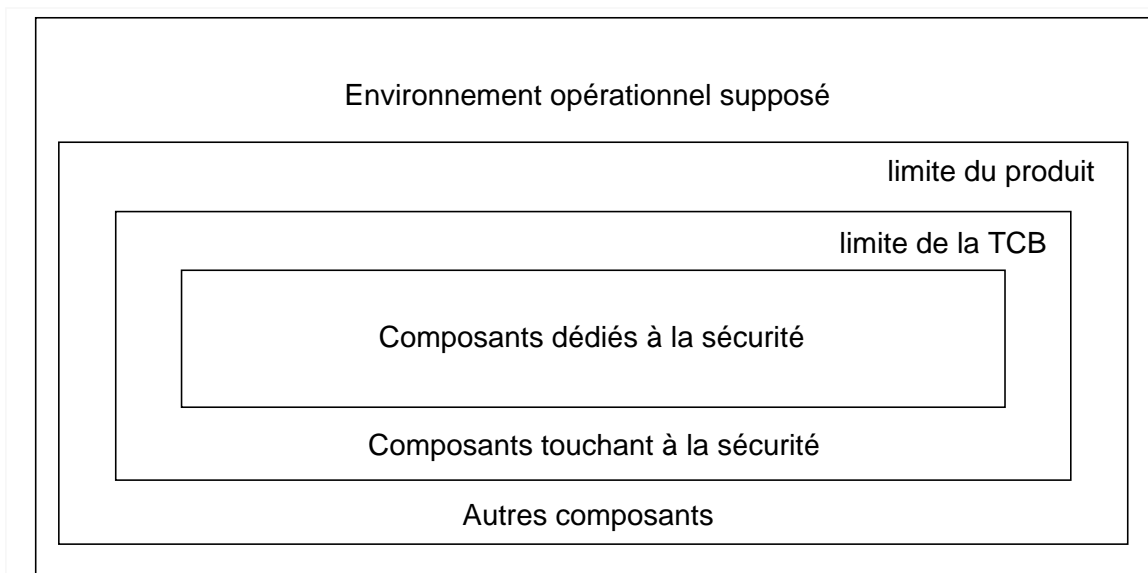 Environnement opérationnel supposé
limite du produit
limite de la TCB
Composants dédiés à la sécurité
Composants touchant à la sécurité
Autres composants